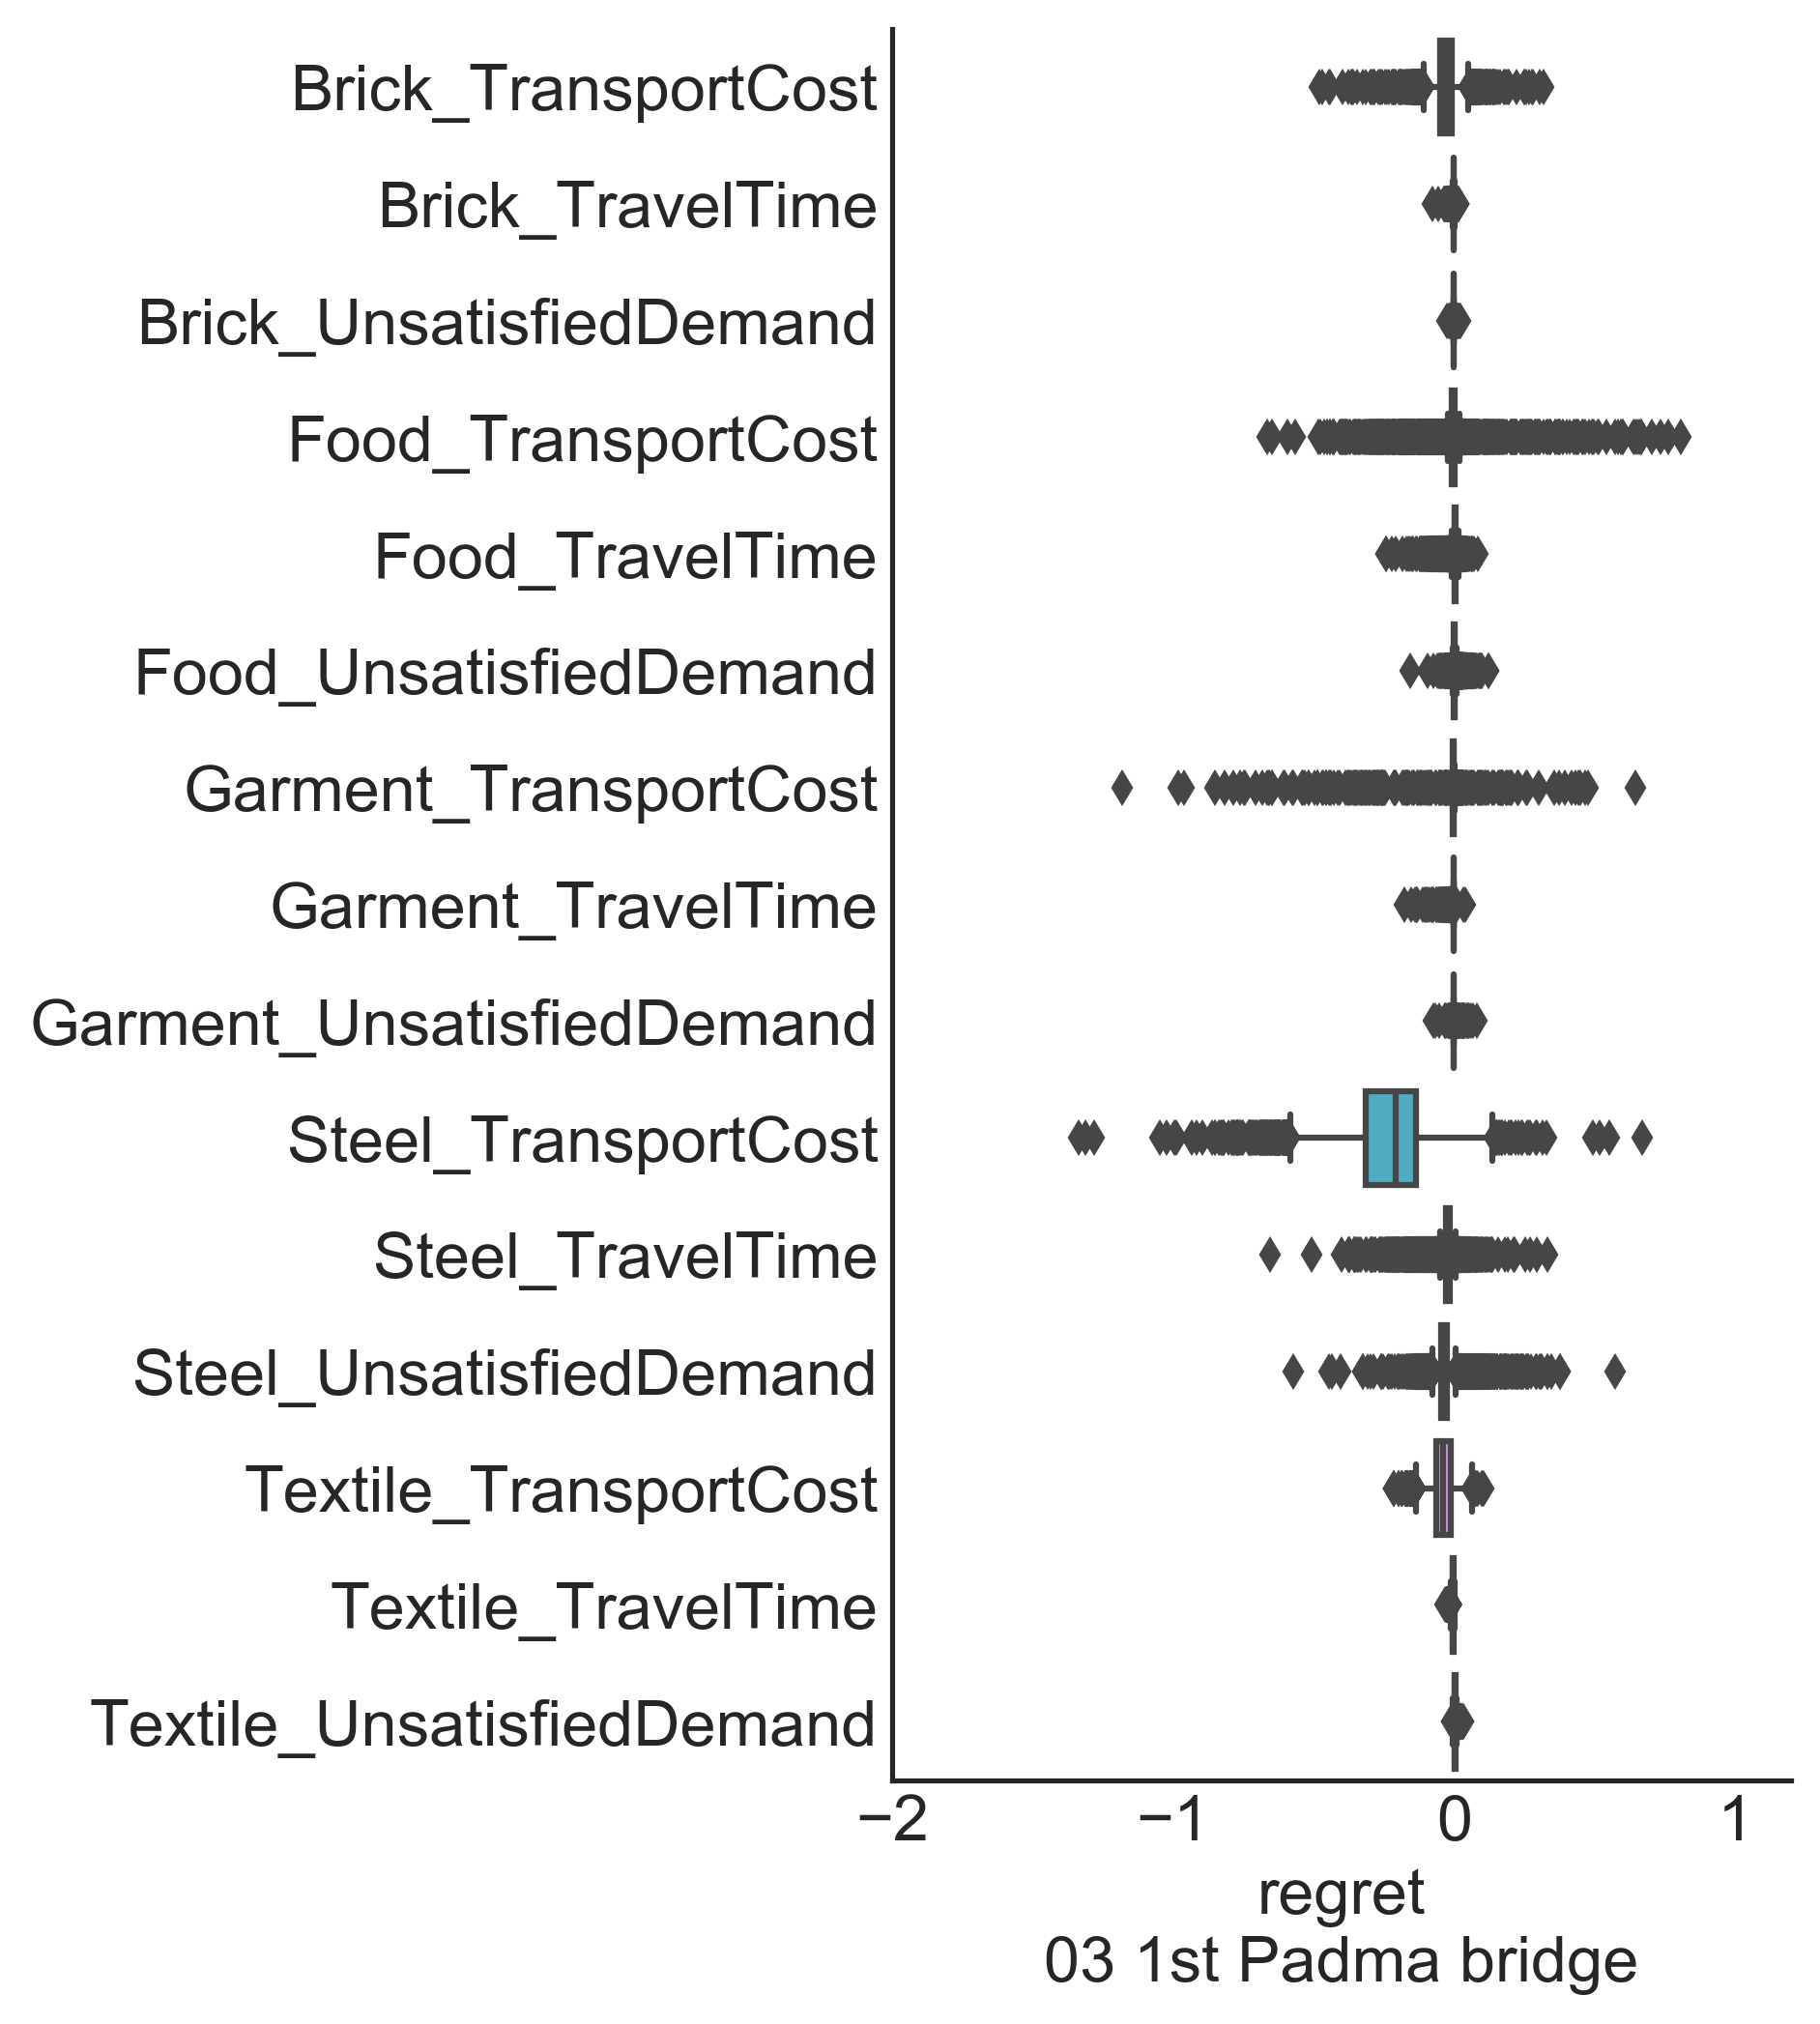 Brick_TransportCost
Brick_TravelTime
Brick_UnsatisfiedDemand
Food_TransportCost
Food_TravelTime
Food_UnsatisfiedDemand
Garment_TransportCost
Garment_TravelTime
Garment_UnsatisfiedDemand
Steel_TransportCost
Steel_TravelTime
Steel_UnsatisfiedDemand
Textile_TransportCost
Textile_TravelTime
Textile_UnsatisfiedDemand
−2 −1 0 1
regret
03 1st Padma bridge